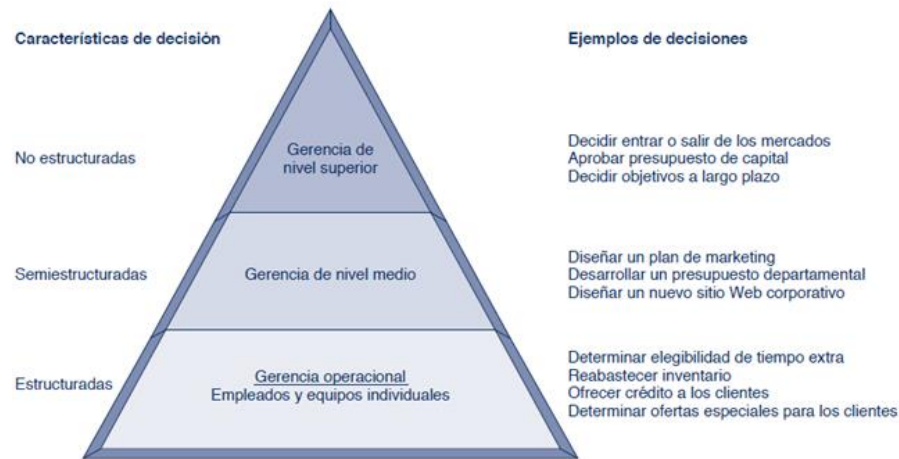 Características de decisión
Ejemplos de decisiones
No estructuradas
Gerencia de
nivel superior
Decidir entrar o salir de los mercados
Aprobar presupuesto de capital
Decidir objetivos a largo plazo
Semiestructuradas
Gerencia de nivel medio
Diseñar un plan de marketing
Desarrollar un presupuesto departamental
Diseñar un nuevo sitio Web corporativo
Estructuradas
Gerencia operacional
Empleados y equipos individuales
Determinar elegibilidad de tiempo extra
Reabastecer inventario
Ofrecer crédito a los clientes
Determinar ofertas especiales para los clientes